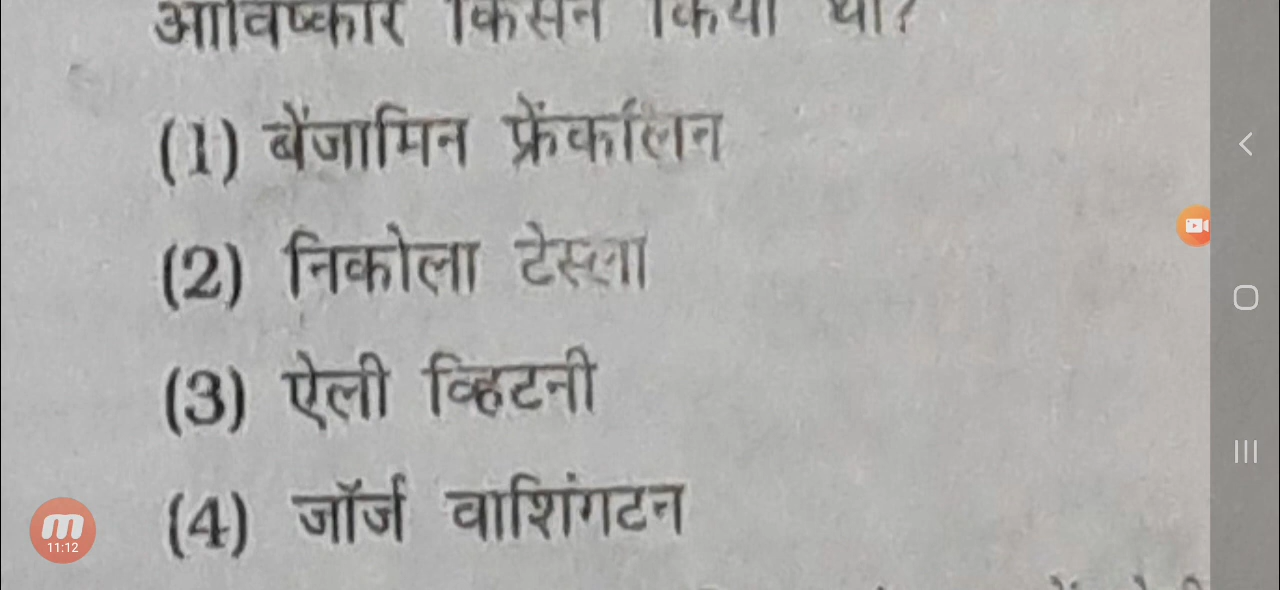 आविष्कार किसने किया था?
(1) बेंजामिन फ्रेंकलिन
(2) निकोला टेस्ला
(3) ऐली व्हिटनी
(4) जॉर्ज वाशिंगटन
11:12